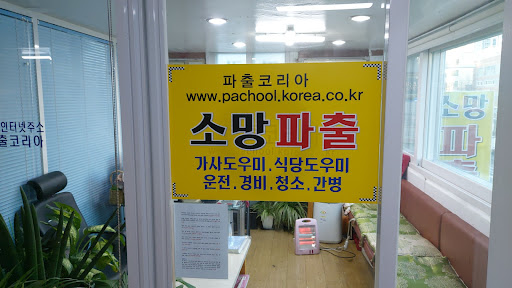 파출코리아
www.pachool.korea.co.kr
소망파출
가사도우미.식당도우미
운전.경비.청소.간병
인터넷주소
출코리아
소망
파